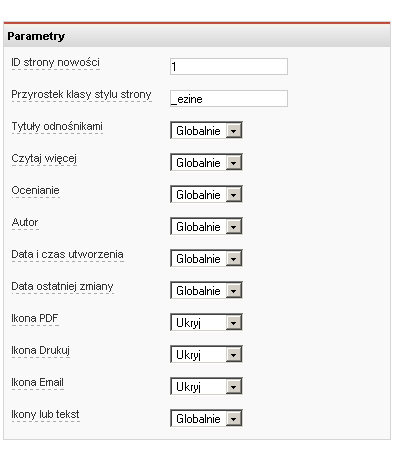 Parametry
ID strony nowości 1
Przyrostek klasy stylu strony _ezine
Tytuły odnośnikami Globalnie
Czytaj więcej Globalnie
Ocenianie Globalnie
Autor Globalnie
Data i czas utworzenia Globalnie
Data ostatniej zmiany Globalnie
Ikona PDF Ukryj
Ikona Drukuj Ukryj
Ikona Email Ukryj
Ikony lub tekst Globalnie